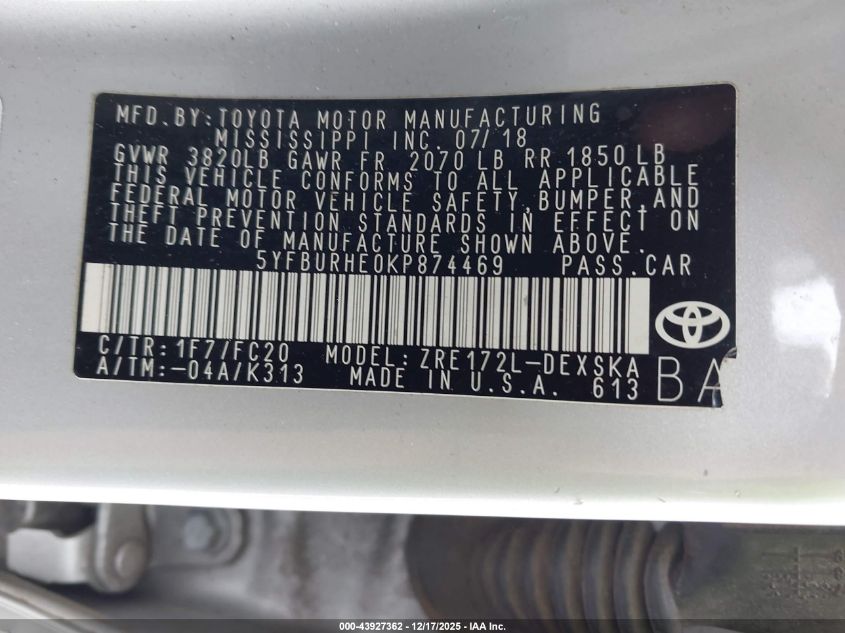 MFD.BY:TOYOTA MOTOR MANUFACTURING
MISSISSIPPI INC. 07/18
GVWR 3820LB GAWR FR 2070 LB RR 1850 LB
THIS VEHICLE CONFORMS TO ALL APPLICABLE
FEDERAL MOTOR VEHICLE SAFETY,BUMPER,AND
THEFT PREVENTION STANDARDS IN EFFECT ON
THE DATE OF MANUFACTURE SHOWN ABOVE.
5YFBURHE0KP874469 PASS.CAR
C/TR:1F7/FC20 MODEL: ZRE172L-DEXSKA
A/TM:-04A/K313 MADE IN U.S.A. 613 BA
000-43927362 - 12/17/2025 - IAA Inc.